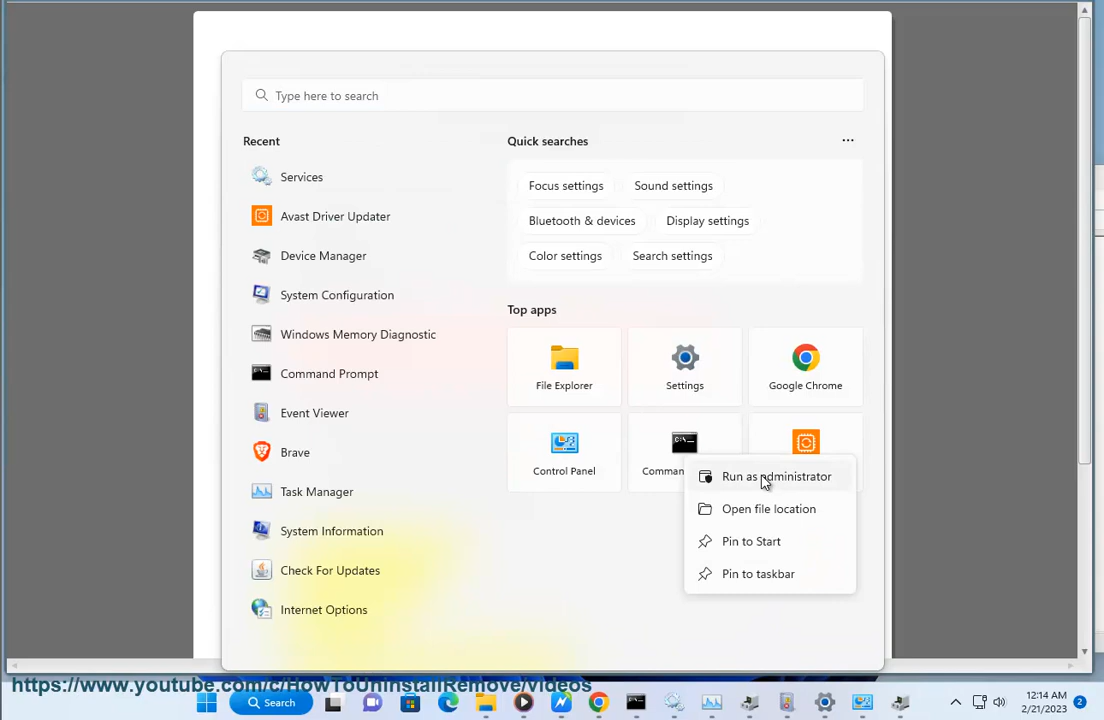 Type here to search
Recent
Services
Avast Driver Updater
Device Manager
System Configuration
Windows Memory Diagnostic
Command Prompt
Event Viewer
Brave
Task Manager
System Information
Check For Updates
Internet Options
Quick searches
...
Focus settings
Sound settings
Bluetooth & devices
Display settings
Color settings
Search settings
Top apps
File Explorer
Settings
Google Chrome
Control Panel
Run as administrator
Open file location
Pin to Start
Pin to taskbar
https://www.youtube.com/c/HowToUninstallRemove/videos
Search
12:14 AM
2/21/2023
2